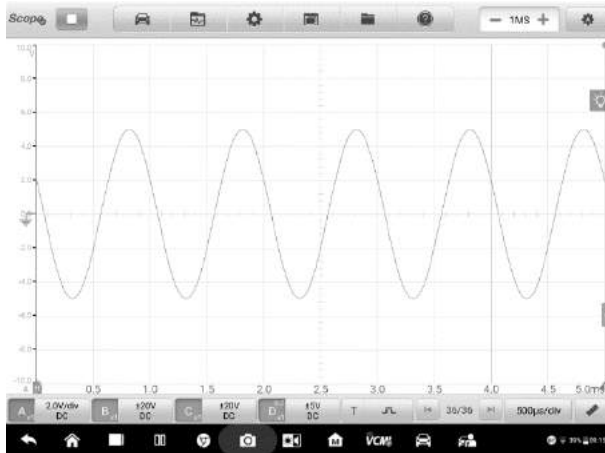 Scope
1MS
10.0
V
8.0
6.0
4.0
2.0
-2.0
-4.0
-6.0
-8.0
-10.0
0.5 1.0 1.5 2.0 2.5 3.0 3.5 4.0 4.5 5.0m
A 2.0V/div DC B ±20V DC C ±20V DC D ±5V DC T 36/36 500µs/div
VCMI